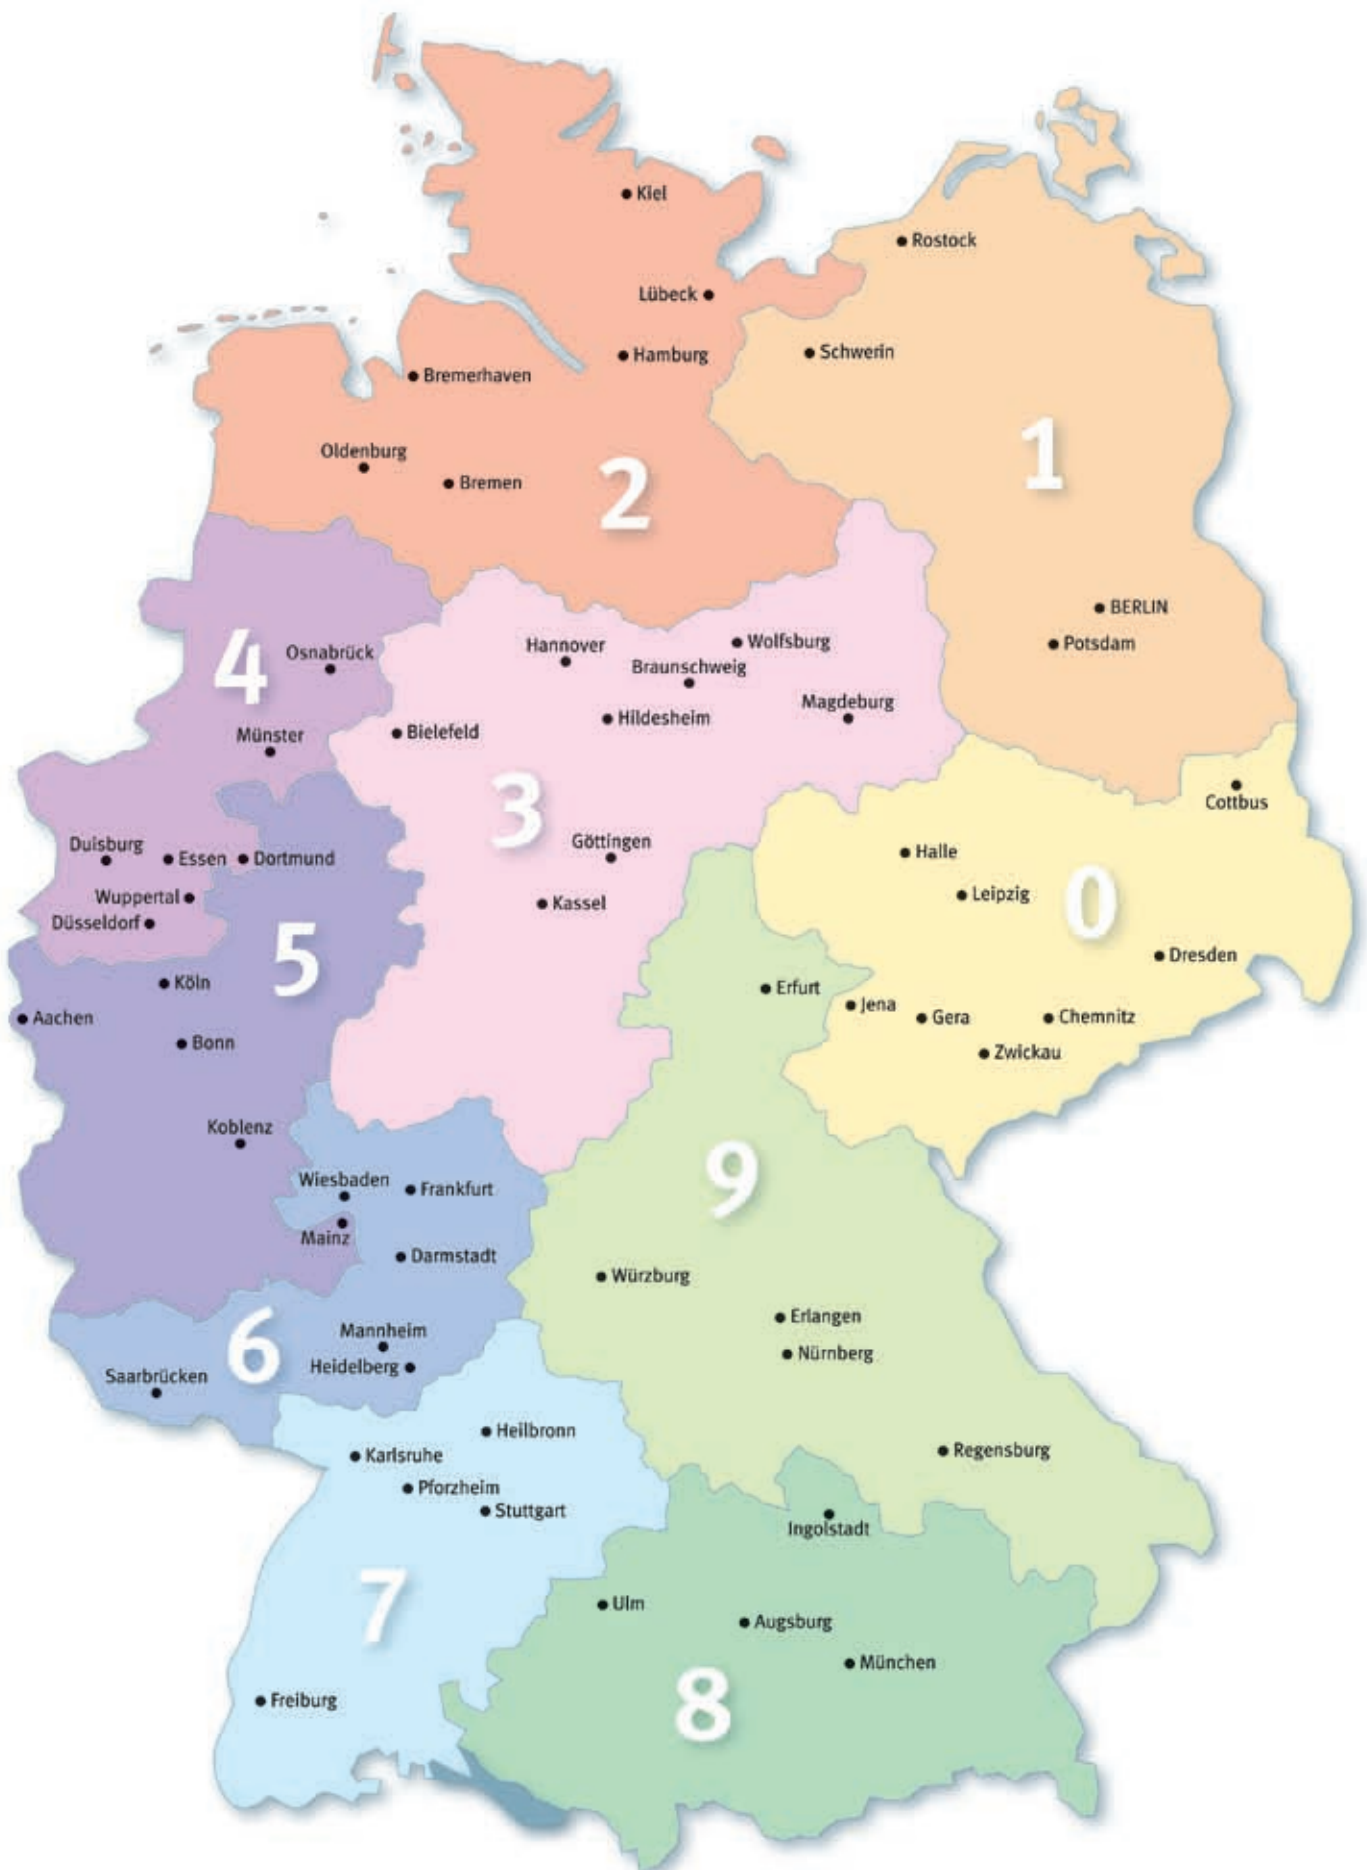 Kiel
Rostock
Lübeck
Schwerin
Hamburg
Bremerhaven
1
Oldenburg
2
Bremen
BERLIN
Wolfsburg
Potsdam
Hannover
4
Osnabrück
Braunschweig
Magdeburg
Hildesheim
Bielefeld
Münster
Cottbus
3
Göttingen
Duisburg
Halle
Essen
Dortmund
Leipzig
0
Wuppertal
Kassel
Düsseldorf
5
Dresden
Köln
Erfurt
Jena
Aachen
Gera
Chemnitz
Bonn
Zwickau
Koblenz
9
Wiesbaden
Frankfurt
Mainz
Darmstadt
Würzburg
Erlangen
Mannheim
6
Nürnberg
Heidelberg
Saarbrücken
Heilbronn
Regensburg
Karlsruhe
Pforzheim
Stuttgart
Ingolstadt
7
Ulm
Augsburg
München
8
Freiburg